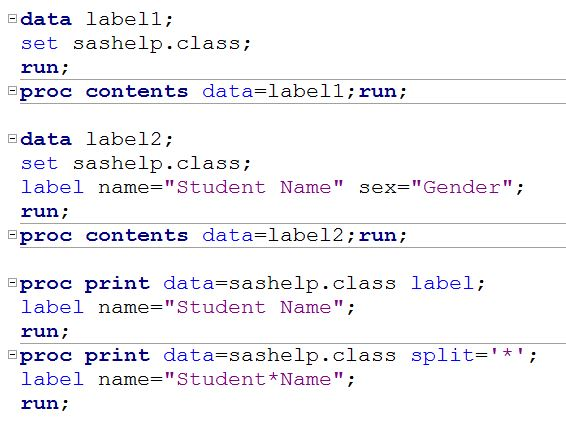 data label1;
set sashelp.class;
run;
proc contents data=label1;run;
data label2;
set sashelp.class;
label name="Student Name" sex="Gender";
run;
proc contents data=label2;run;
proc print data=sashelp.class label;
label name="Student Name";
run;
proc print data=sashelp.class split='*';
label name="Student*Name";
run;